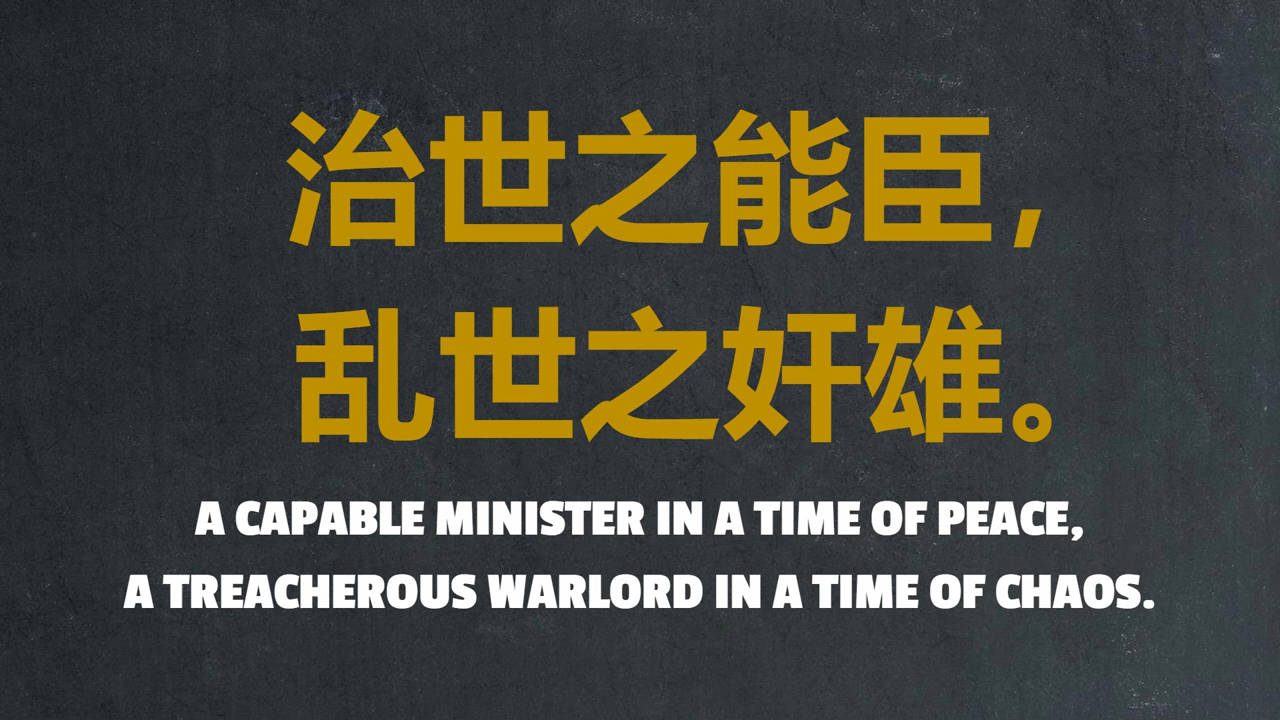 治世之能臣，
乱世之奸雄。
A CAPABLE MINISTER IN A TIME OF PEACE,
A TREACHEROUS WARLORD IN A TIME OF CHAOS.